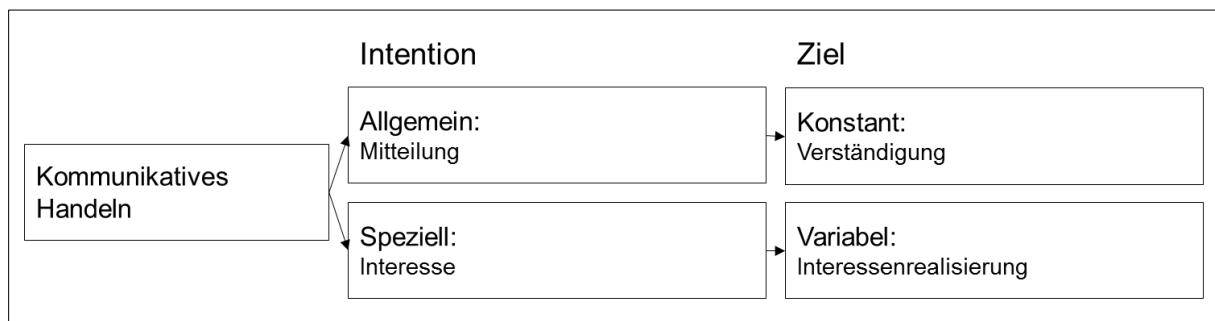 Intention
Ziel
Kommunikatives
Handeln
Allgemein:
Mitteilung
Konstant:
Verständigung
Speziell:
Interesse
Variabel:
Interessenrealisierung